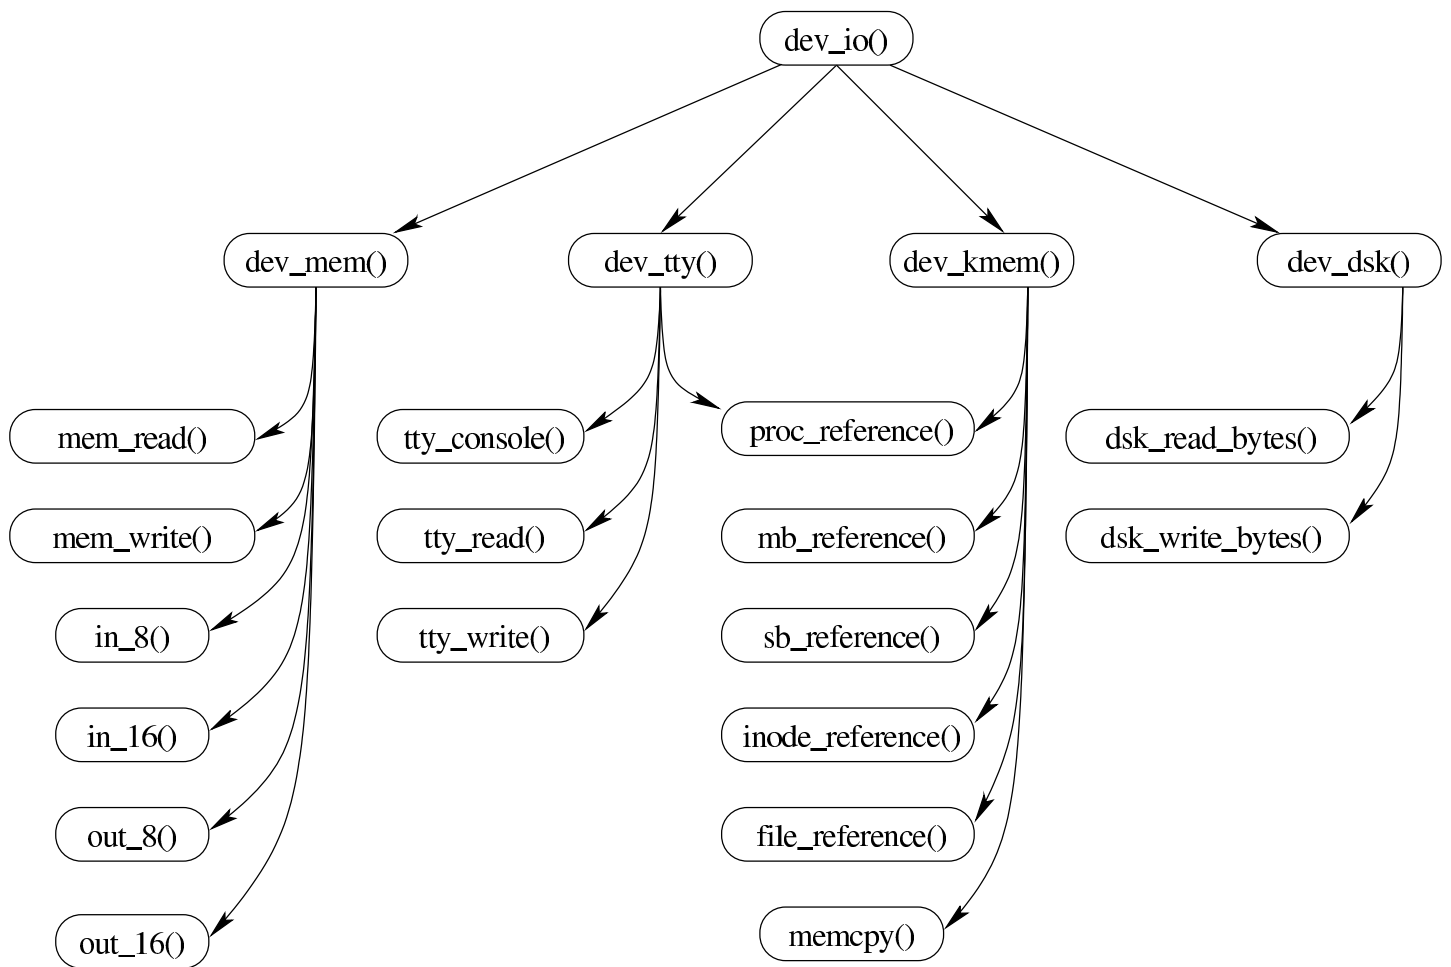 dev_io()
dev_mem()
dev_tty()
dev_kmem()
dev_dsk()
mem_read()
tty_console()
proc_reference()
dsk_read_bytes()
mem_write()
tty_read()
mb_reference()
dsk_write_bytes()
in_8()
tty_write()
sb_reference()
in_16()
inode_reference()
out_8()
file_reference()
out_16()
memcpy()